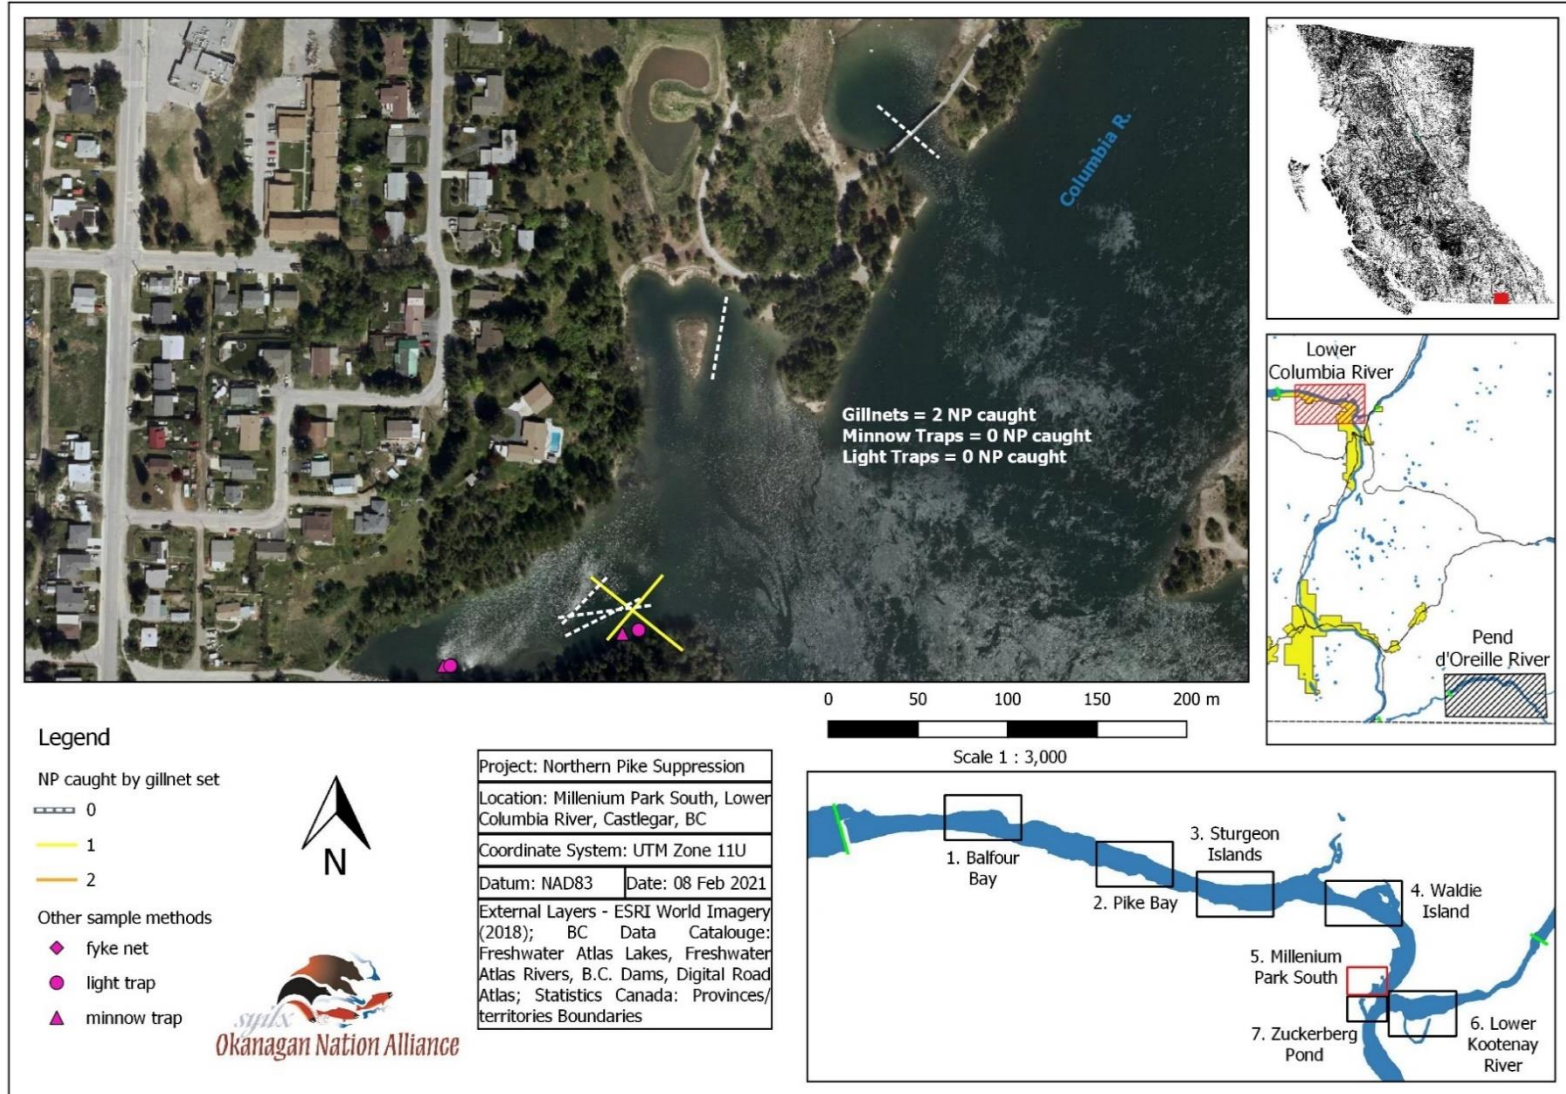 Columbia R.
Gillnets = 2 NP caught
Minnow Traps = 0 NP caught
Light Traps = 0 NP caught
Lower
Columbia River
Pend
d'Oreille River
0 50 100 150 200 m
Scale 1 : 3,000
Legend
NP caught by gillnet set
0
1
2
Other sample methods
fyke net
light trap
minnow trap
N
syilx
Okanagan Nation Alliance
Project: Northern Pike Suppression
Location: Millenium Park South, Lower
Columbia River, Castlegar, BC
Coordinate System: UTM Zone 11U
Datum: NAD83 Date: 08 Feb 2021
External Layers - ESRI World Imagery
(2018); BC Data Catalouge:
Freshwater Atlas Lakes, Freshwater
Atlas Rivers, B.C. Dams, Digital Road
Atlas; Statistics Canada: Provinces/
territories Boundaries
1. Balfour
Bay
2. Pike Bay
3. Sturgeon
Islands
4. Waldie
Island
5. Millenium
Park South
6. Lower
Kootenay
River
7. Zuckerberg
Pond